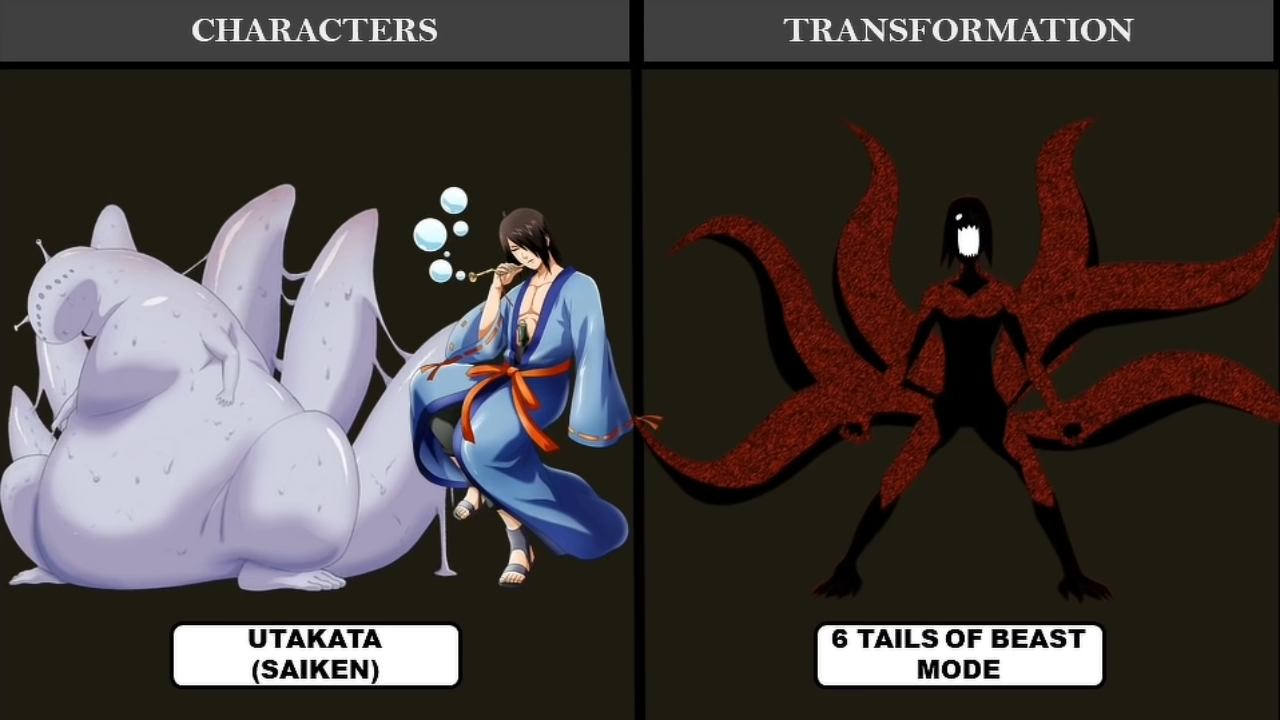 CHARACTERS
TRANSFORMATION
UTAKATA
(SAIKEN)
6 TAILS OF BEAST
MODE